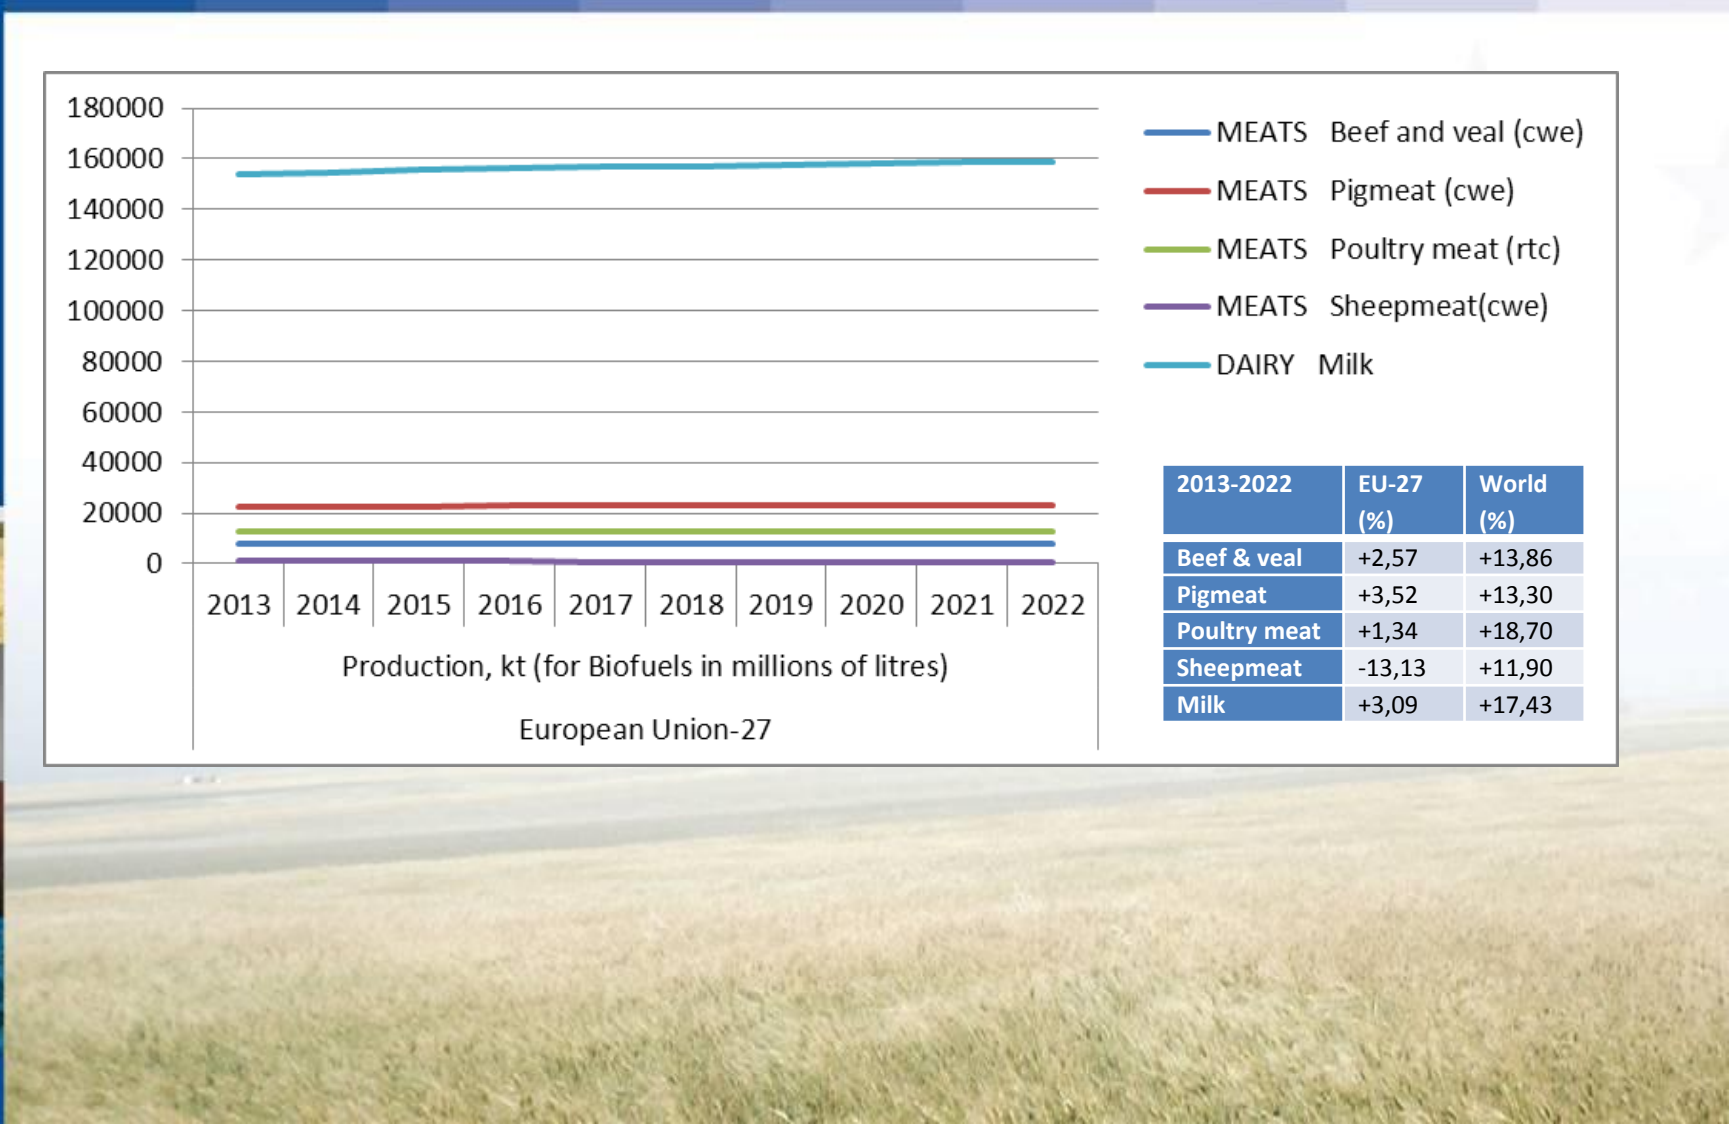 180000
160000
140000
120000
100000
80000
60000
40000
20000
0
2013 2014 2015 2016 2017 2018 2019 2020 2021 2022
Production, kt (for Biofuels in millions of litres)
European Union-27
MEATS Beef and veal (cwe)
MEATS Pigmeat (cwe)
MEATS Poultry meat (rtc)
MEATS Sheepmeat(cwe)
DAIRY Milk
2013-2022 EU-27 (%) World (%)
Beef & veal +2,57 +13,86
Pigmeat +3,52 +13,30
Poultry meat +1,34 +18,70
Sheepmeat -13,13 +11,90
Milk +3,09 +17,43